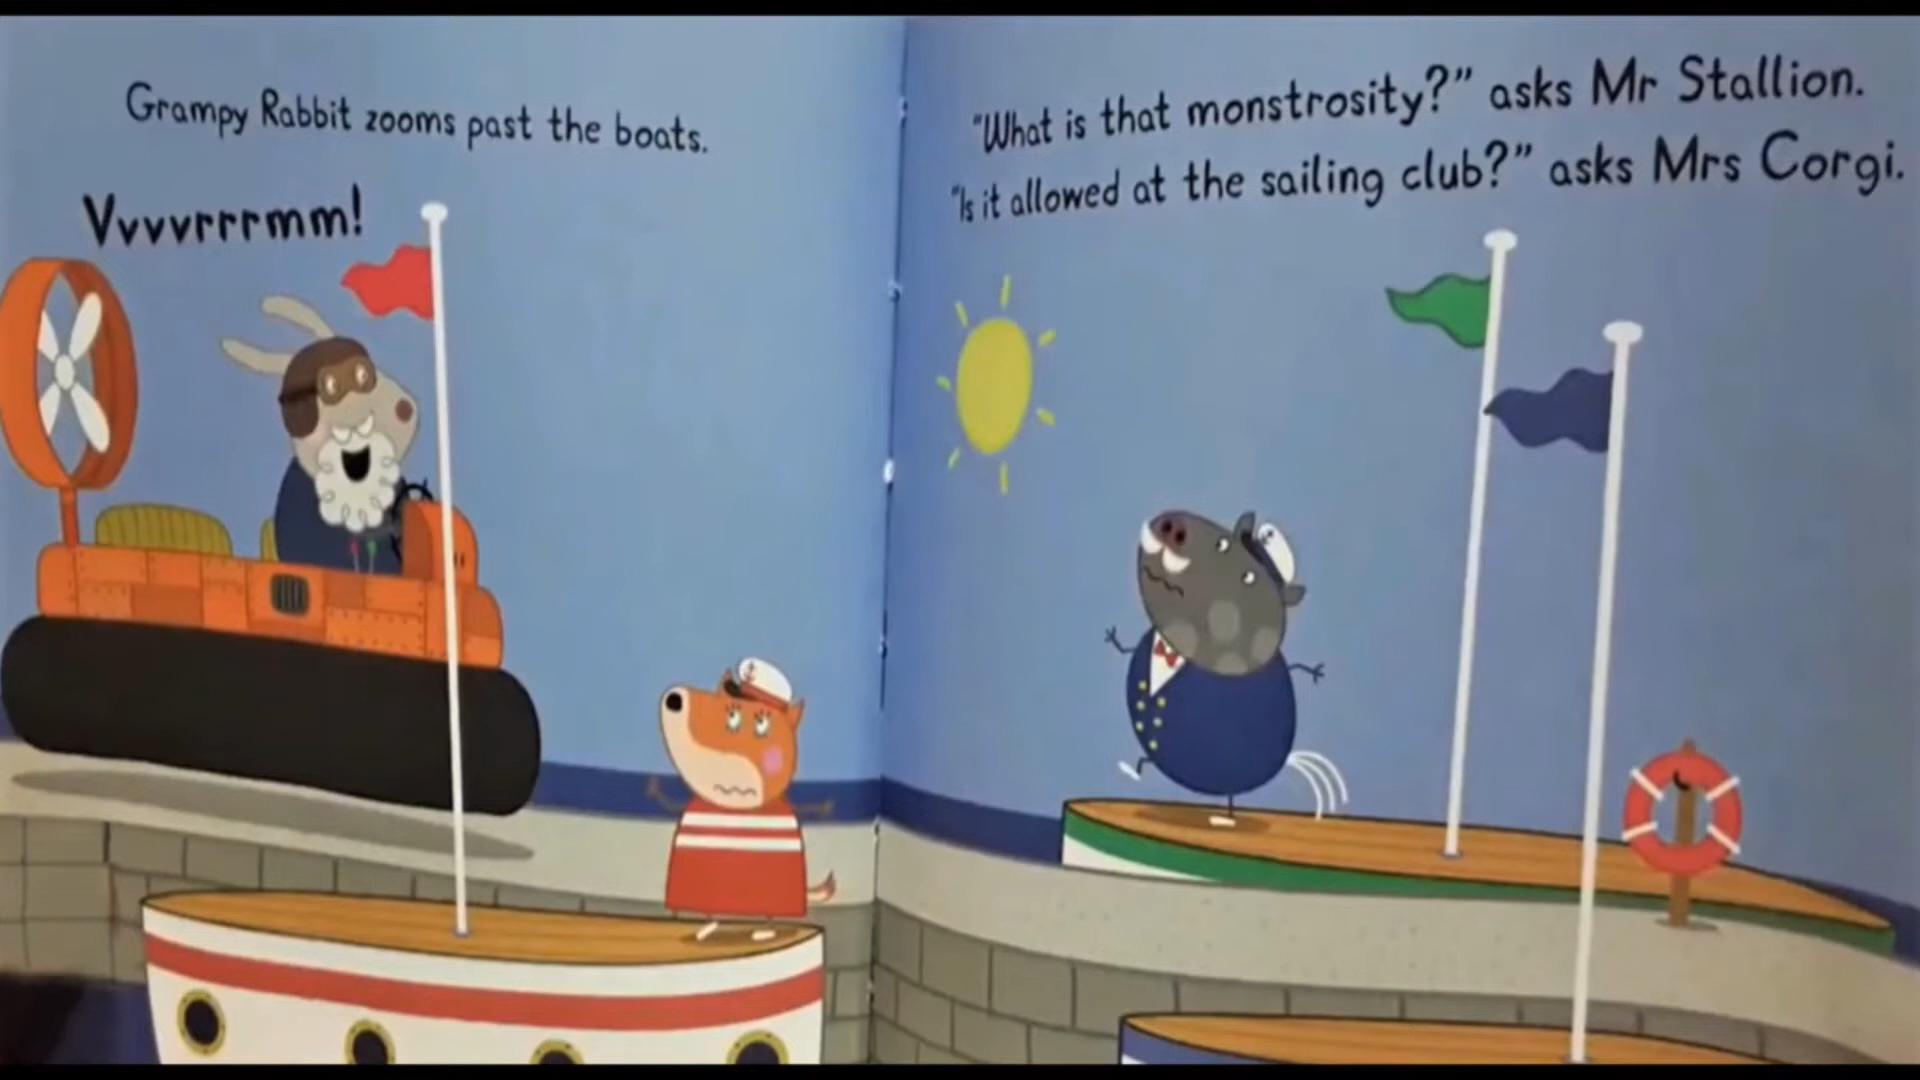 Grampy Rabbit zooms past the boats.
Vvvvrrrmm!
"What is that monstrosity?" asks Mr Stallion.
"Is it allowed at the sailing club?" asks Mrs Corgi.